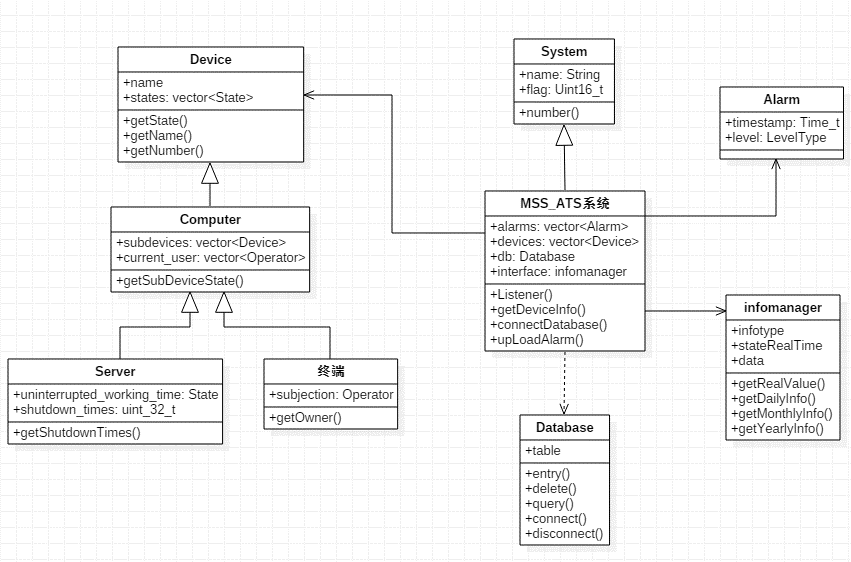 Device
+name
+states: vector<State>
+getState()
+getName()
+getNumber()
System
+name: String
+flag: Uint16_t
+number()
Alarm
+timestamp: Time_t
+level: LevelType
Computer
+subdevices: vector<Device>
+current_user: vector<Operator>
+getSubDeviceState()
MSS_ATS系统
+alarms: vector<Alarm>
+devices: vector<Device>
+db: Database
+interface: infomanager
+Listener()
+getDeviceInfo()
+connectDatabase()
+upLoadAlarm()
infomanager
+infotype
+stateRealTime
+data
+getRealValue()
+getDailyInfo()
+getMonthlyInfo()
+getYearlyInfo()
Server
+uninterrupted_working_time: State
+shutdown_times: uint_32_t
+getShutdownTimes()
终端
+subjection: Operator
+getOwner()
Database
+table
+entry()
+delete()
+query()
+connect()
+disconnect()